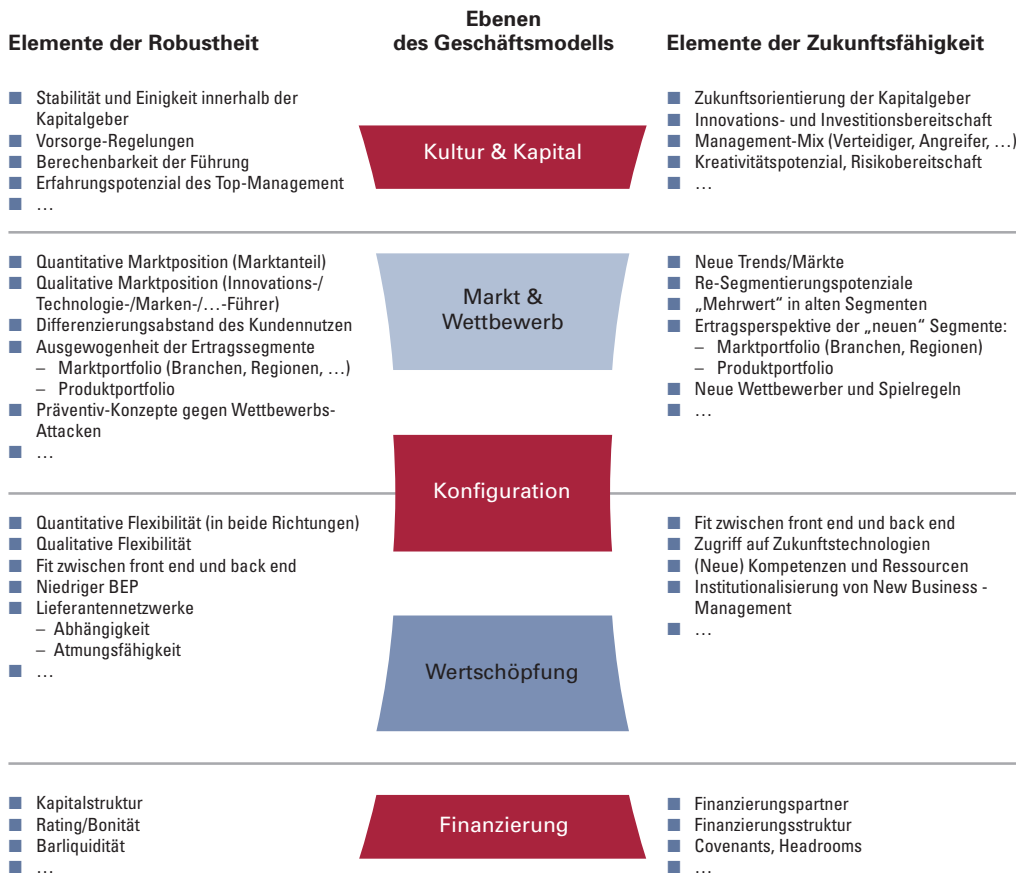 Elemente der Robustheit
Ebenen
des Geschäftsmodells
Elemente der Zukunftsfähigkeit
■ Stabilität und Einigkeit innerhalb der
Kapitalgeber
■ Vorsorge-Regelungen
■ Berechenbarkeit der Führung
■ Erfahrungspotenzial des Top-Management
■ …
Kultur & Kapital
■ Zukunftsorientierung der Kapitalgeber
■ Innovations- und Investitionsbereitschaft
■ Management-Mix (Verteidiger, Angreifer, …)
■ Kreativitätspotenzial, Risikobereitschaft
■ …
■ Quantitative Marktposition (Marktanteil)
■ Qualitative Marktposition (Innovations-/
Technologie-/Marken-/…-Führer)
■ Differenzierungsabstand des Kundennutzen
■ Ausgewogenheit der Ertragssegmente
– Marktportfolio (Branchen, Regionen, …)
– Produktportfolio
■ Präventiv-Konzepte gegen Wettbewerbs-
Attacken
■ …
Markt &
Wettbewerb
■ Neue Trends/Märkte
■ Re-Segmentierungspotenziale
■ „Mehrwert“ in alten Segmenten
■ Ertragsperspektive der „neuen“ Segmente:
– Marktportfolio (Branchen, Regionen)
– Produktportfolio
■ Neue Wettbewerber und Spielregeln
■ …
Konfiguration
■ Quantitative Flexibilität (in beide Richtungen)
■ Qualitative Flexibilität
■ Fit zwischen front end und back end
■ Niedriger BEP
■ Lieferantennetzwerke
– Abhängigkeit
– Atmungsfähigkeit
■ …
Wertschöpfung
■ Fit zwischen front end und back end
■ Zugriff auf Zukunftstechnologien
■ (Neue) Kompetenzen und Ressourcen
■ Institutionalisierung von New Business -
Management
■ …
■ Kapitalstruktur
■ Rating/Bonität
■ Barliquidität
■ …
Finanzierung
■ Finanzierungspartner
■ Finanzierungsstruktur
■ Covenants, Headrooms
■ …